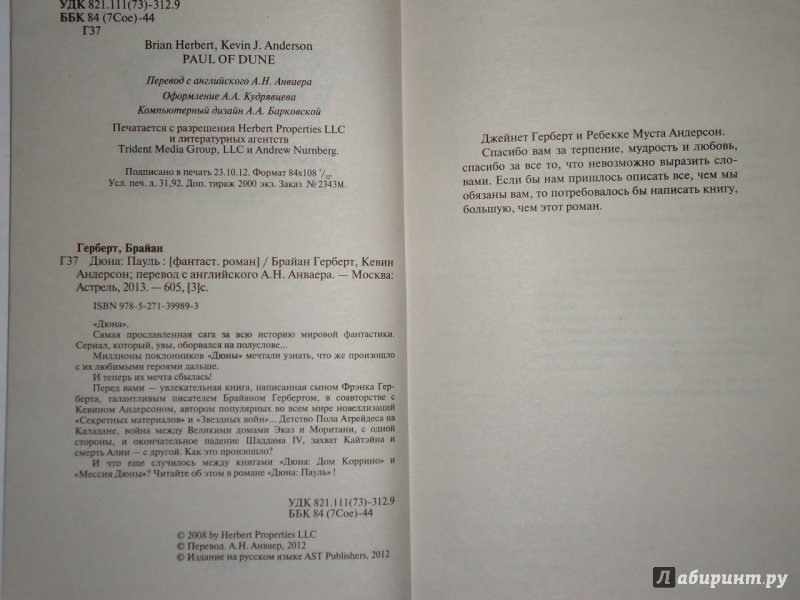 УДК 821.111(73)-312.9
ББК 84 (7Сое)-44
Г37
Brian Herbert, Kevin J. Anderson
PAUL OF DUNE
Перевод с английского А.Н. Анваера
Оформление А.А. Кудрявцева
Компьютерный дизайн А.А. Барковской
Печатается с разрешения Herbert Properties LLC
и литературных агентств
Trident Media Group, LLC и Andrew Nurnberg.
Подписано в печать 23.10.12. Формат 84х108 1/32.
Усл. печ. л. 31,92. Доп. тираж 2000 экз. Заказ № 2343М.
Герберт, Брайан
Г37 Дюна: Пауль : [фантаст. роман] / Брайан Герберт, Кевин
Андерсон; перевод с английского А.Н. Анваера. — Москва:
Астрель, 2013. — 605, [3]с.
ISBN 978-5-271-39989-3
«Дюна».
Самая прославленная сага за всю историю мировой фантастики.
Сериал, который, увы, оборвался на полуслове...
Миллионы поклонников «Дюны» мечтали узнать, что же произошло
с их любимыми героями дальше.
И теперь их мечта сбылась!
Перед вами — увлекательная книга, написанная сыном Фрэнка Гер-
берта, талантливым писателем Брайаном Гербертом, в соавторстве с
Кевином Андерсоном, автором популярных во всем мире новеллизаций
«Секретных материалов» и «Звездных войн»... Детство Пола Атрейдеса на
Каладане, война между Великими домами Эказ и Моритани, с одной
стороны, и окончательное падение Шаддама IV, захват Кайтэйна и
смерть Алии — с другой. Как это произошло?
И что еще случилось между книгами «Дюна: Дом Коррино» и
«Мессия Дюны»? Читайте об этом в романе «Дюна: Пауль» !
УДК 821.111(73)-312.9
ББК 84 (7Сое)-44
© 2008 by Herbert Properties LLC
© Перевод. А.Н. Анваер, 2012
© Издание на русском языке AST Publishers, 2012
Джейнет Герберт и Ребекке Муста Андерсон.
Спасибо вам за терпение, мудрость и любовь,
спасибо за все то, что невозможно выразить сло-
вами. Если бы нам пришлось описать все, чем мы
обязаны вам, то потребовалось бы написать книгу,
большую, чем этот роман.
Лабиринт.ру